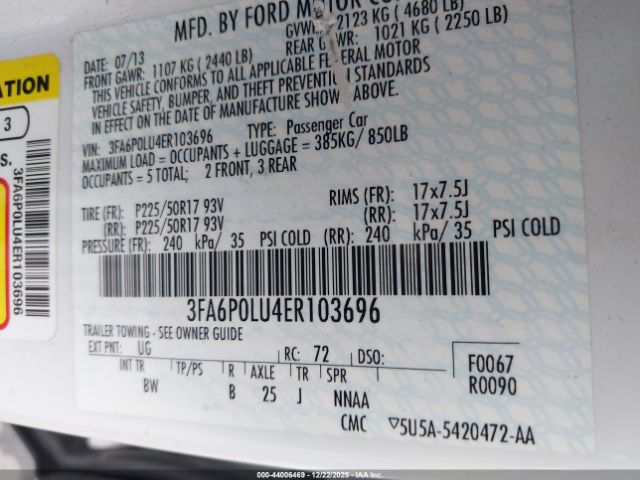 MFD. BY FORD MOTOR CO
DATE: 07/13
GVWR: 2123 KG ( 4680 LB)
FRONT GAWR: 1107 KG ( 2440 LB)
REAR GAWR: 1021 KG ( 2250 LB)
THIS VEHICLE CONFORMS TO ALL APPLICABLE FEDERAL MOTOR
VEHICLE SAFETY, BUMPER, AND THEFT PREVENTION STANDARDS
IN EFFECT ON THE DATE OF MANUFACTURE SHOWN ABOVE.
VIN: 3FA6P0LU4ER103696 TYPE: Passenger Car
MAXIMUM LOAD = OCCUPANTS + LUGGAGE = 385KG/ 850LB
OCCUPANTS = 5 TOTAL; 2 FRONT, 3 REAR
TIRE (FR): P225/50R17 93V RIMS (FR): 17x7.5J
(RR): P225/50R17 93V (RR): 17x7.5J
PRESSURE (FR): 240 kPa/ 35 PSI COLD (RR): 240 kPa/ 35 PSI COLD
3FA6P0LU4ER103696
TRAILER TOWING - SEE OWNER GUIDE
EXT PNT: UG RC: 72 DSO: F0067
INT TR TP/PS R AXLE TR SPR R0090
BW B 25 J NNAA
CMC ▽5U5A-5420472-AA
ATION
3
S.
3FA6P0LU4ER103696
000-44006469 - 12/22/2025 - IAAI.COM